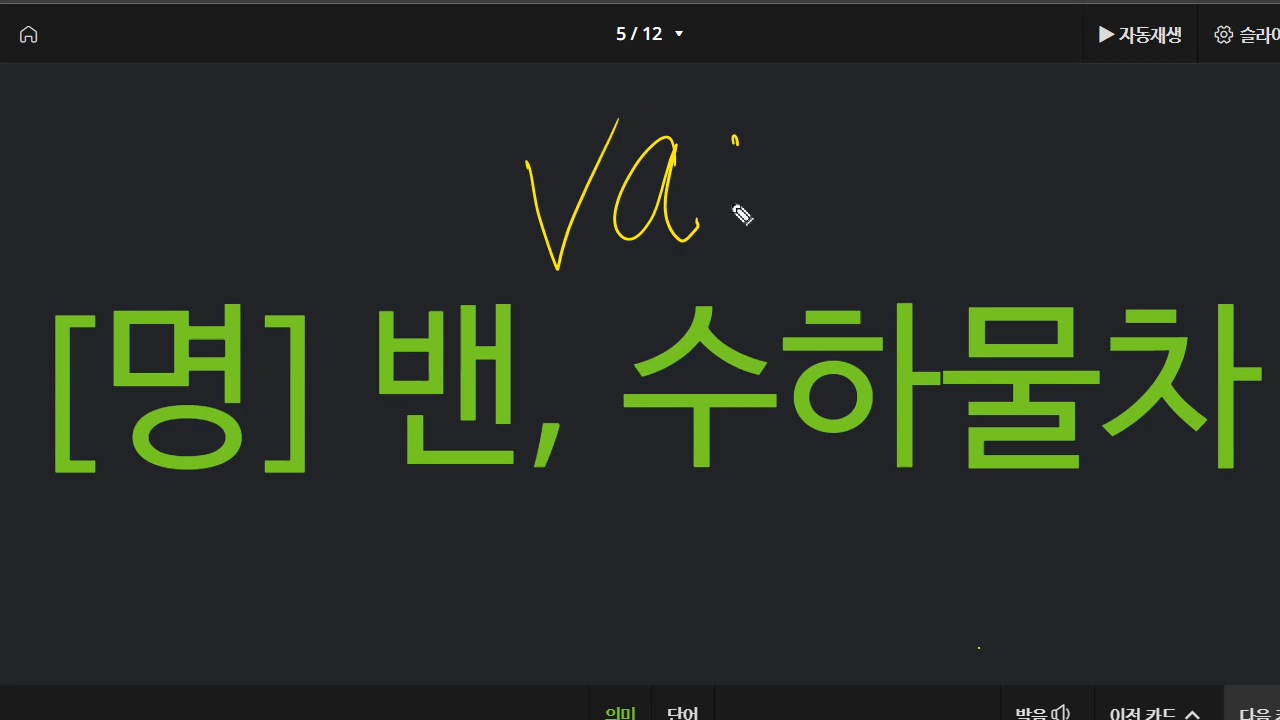 5 / 12
자동재생
va
[명] 밴, 수하물차
의미
단어
발음
이전 카드